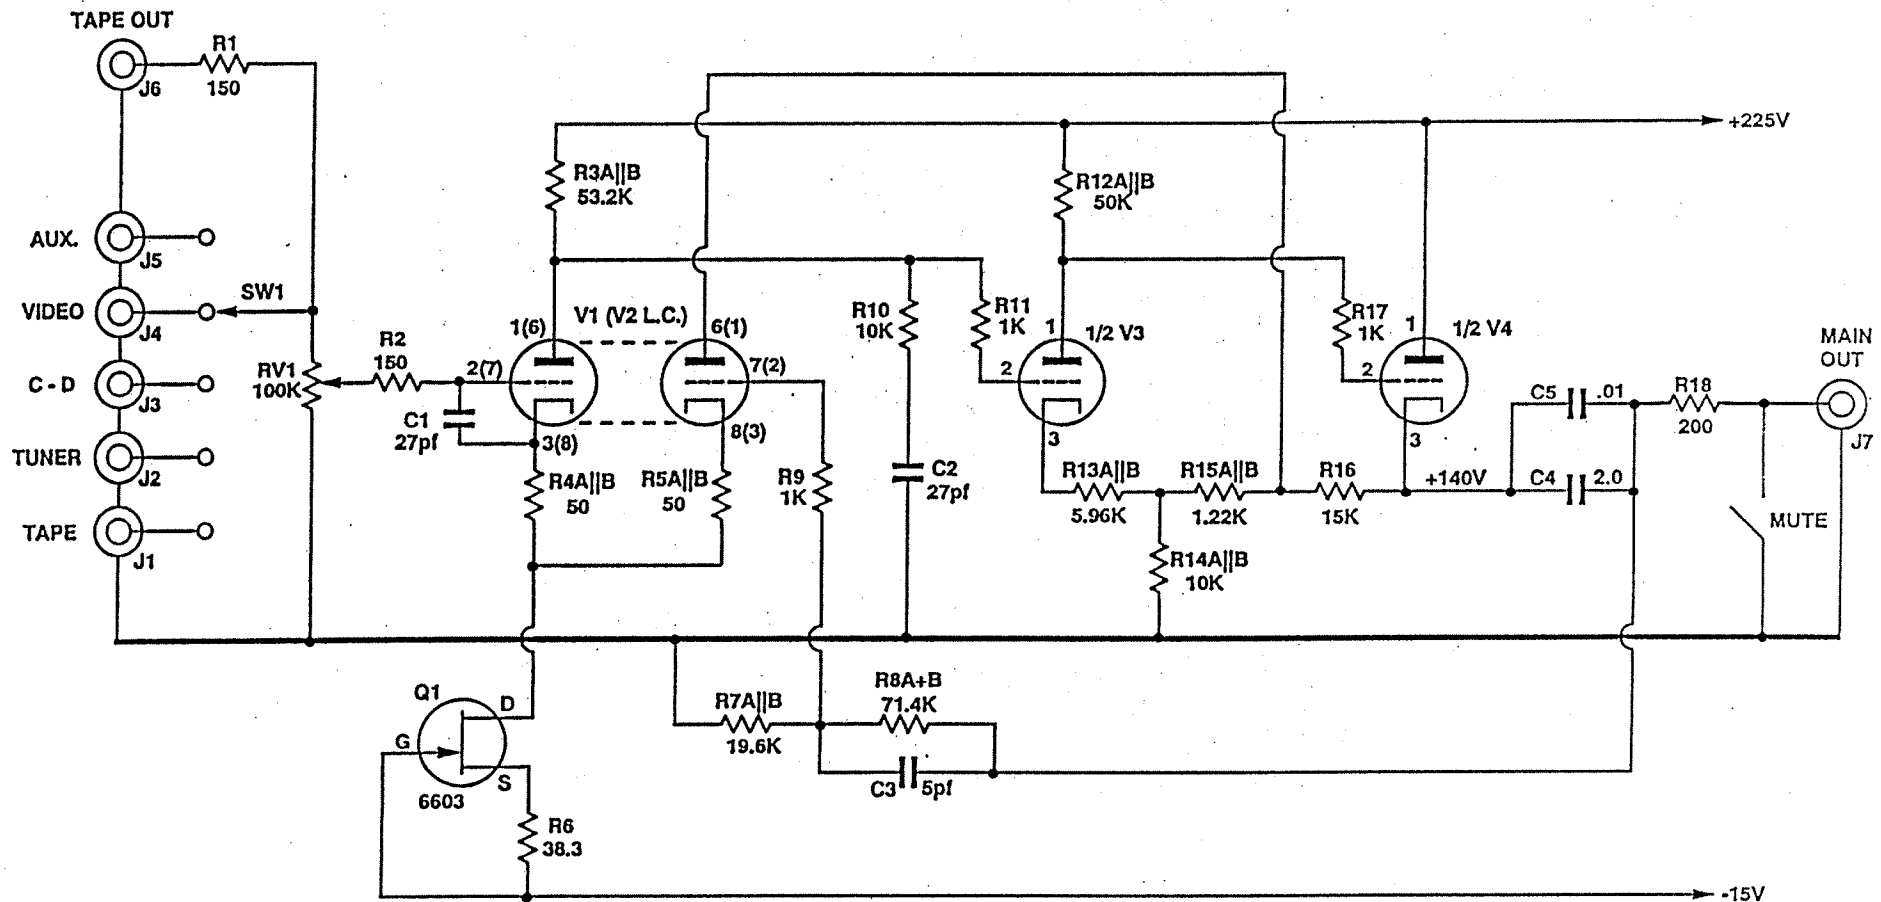 TAPE OUT
J6
R1
150
AUX.
J5
VIDEO
J4
SW1
C - D
J3
TUNER
J2
TAPE
J1
RV1
100K
R2
150
C1
27pf
2(7)
1(6)
3(8)
V1 (V2 L.C.)
6(1)
7(2)
8(3)
R3A||B
53.2K
R4A||B
50
R5A||B
50
R9
1K
R10
10K
C2
27pf
R11
1K
R12A||B
50K
1
2
3
1/2 V3
R17
1K
1
2
3
1/2 V4
+225V
R13A||B
5.96K
R15A||B
1.22K
R16
15K
+140V
R14A||B
10K
C5
.01
C4
2.0
R18
200
MAIN
OUT
J7
MUTE
Q1
D
G
S
6603
R6
38.3
R7A||B
19.6K
R8A+B
71.4K
C3
5pf
-15V